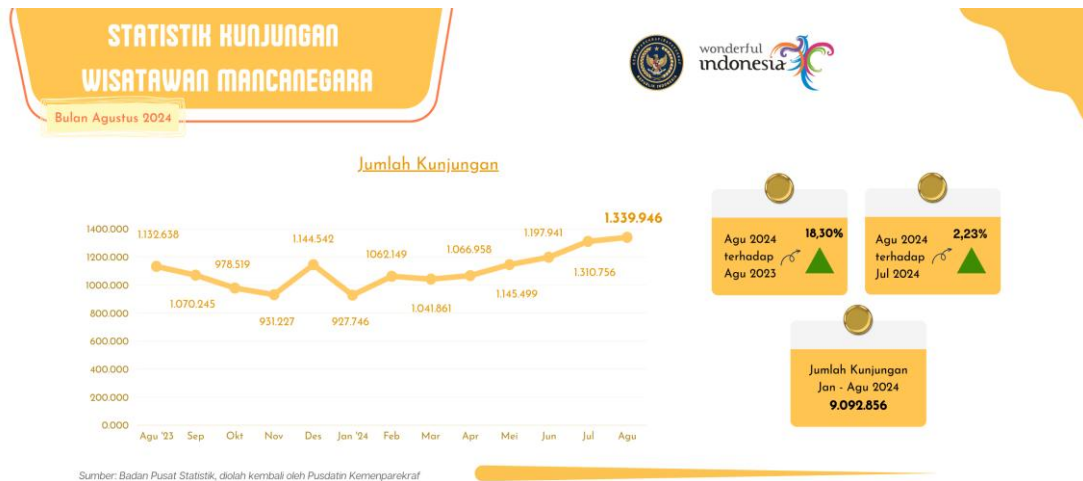 STATISTIK KUNJUNGAN
WISATAWAN MANCANEGARA
Bulan Agustus 2024
wonderful
indonesia
Jumlah Kunjungan
1400.000
1000.000
800.000
600.000
400.000
200.000
0.000
1.132.638
1.070.245
978.519
931.227
1.144.542
927.746
1062.149
1.041.861
1.066.958
1.145.499
1.197.941
1.310.756
1.339.946
Agu '23 Sep Okt Nov Des Jan '24 Feb Mar Apr Mei Jun Jul Agu
Agu 2024
terhadap
Agu 2023
18,30%
Agu 2024
terhadap
Jul 2024
2,23%
Jumlah Kunjungan
Jan - Agu 2024
9.092.856
Sumber: Badan Pusat Statistik, diolah kembali oleh Pusdatin Kemenparekraf